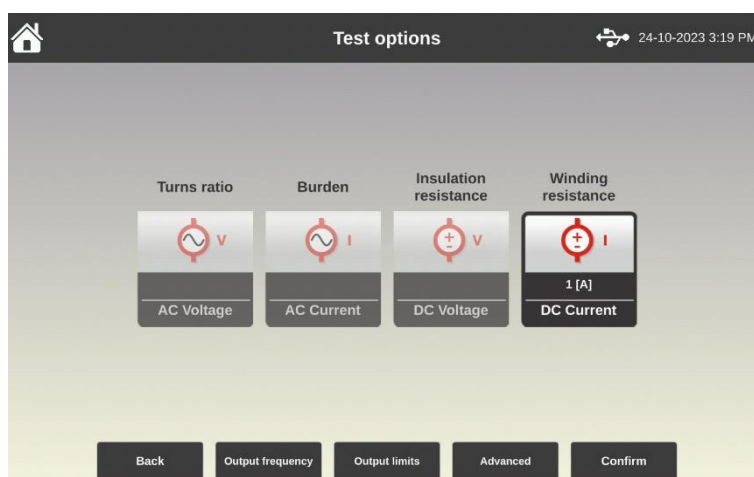 Test options
24-10-2023 3:19 PM
Turns ratio
Burden
Insulation
resistance
Winding
resistance
V
I
V
I
1 [A]
AC Voltage
AC Current
DC Voltage
DC Current
Back
Output frequency
Output limits
Advanced
Confirm